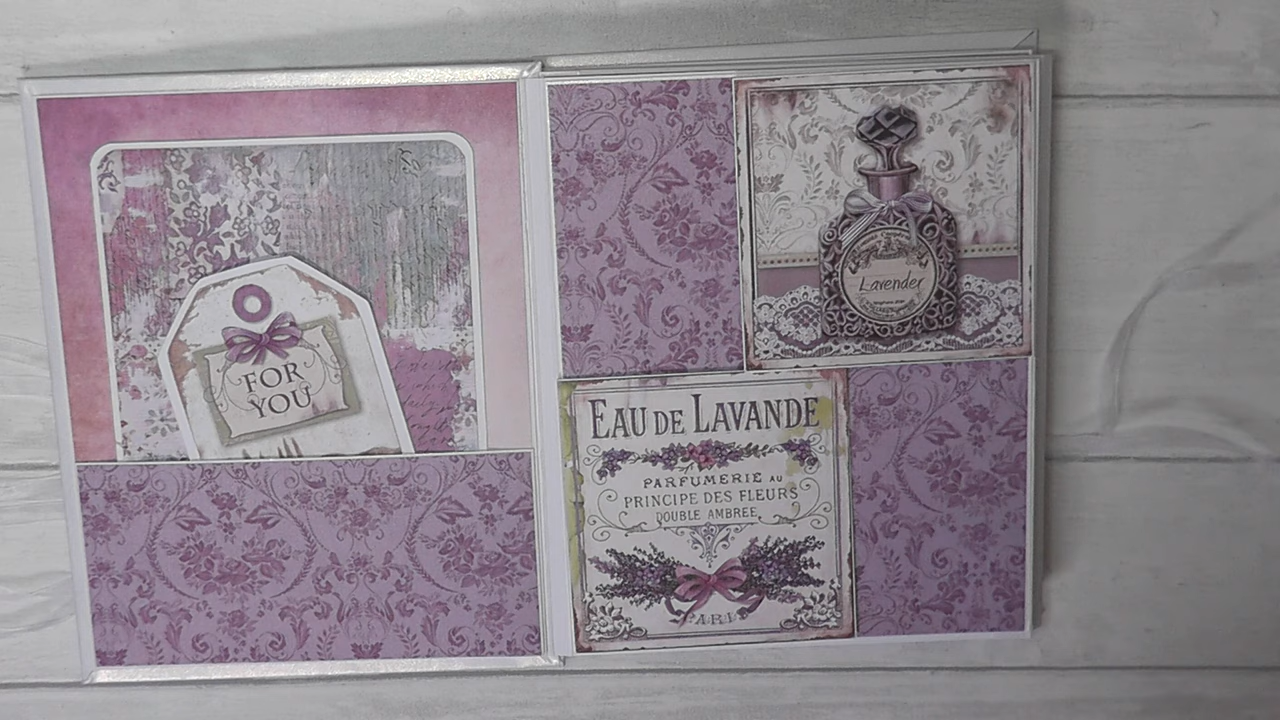 FOR
YOU
Lavender
EAU DE LAVANDE
PARFUMERIE AU
PRINCIPE DES FLEURS
DOUBLE AMBREE
PARIS